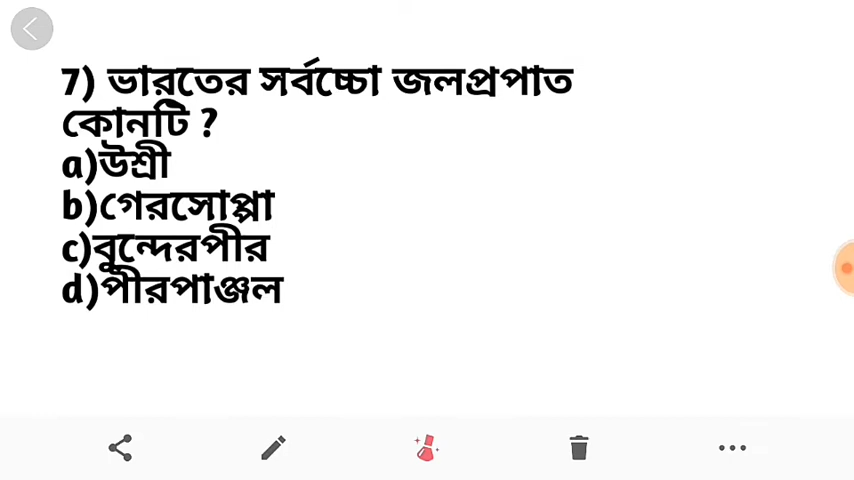 7) ভারতের সর্বচ্চো জলপ্রপাত
কোনটি ?
a)উশ্রী
b)গেরসোপ্পা
c)বুন্দেরপীর
d)পীরপাঞ্জল